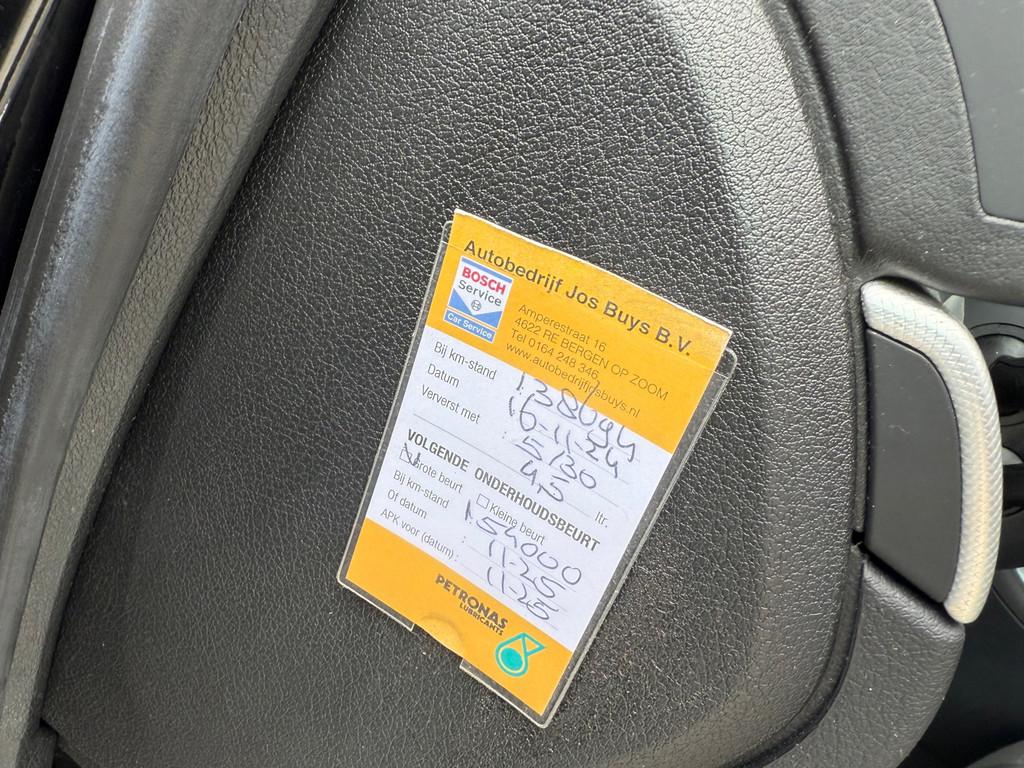 Autobedrijf Jos Buys B.V.
BOSCH
Service
Car Service
Amperestraat 16
4622 RE BERGEN OP ZOOM
Tel 0164 248 346
www.autobedrijfjosbuys.nl
Bij km-stand
Datum : 16-11-24
Ververst met : 5/30
4,5 ltr.
VOLGENDE ONDERHOUDSBEURT
Grote beurt Kleine beurt
Bij km-stand 154000
Of datum : 11-25
APK voor (datum) : 11-25
PETRONAS
LUBRICANTS